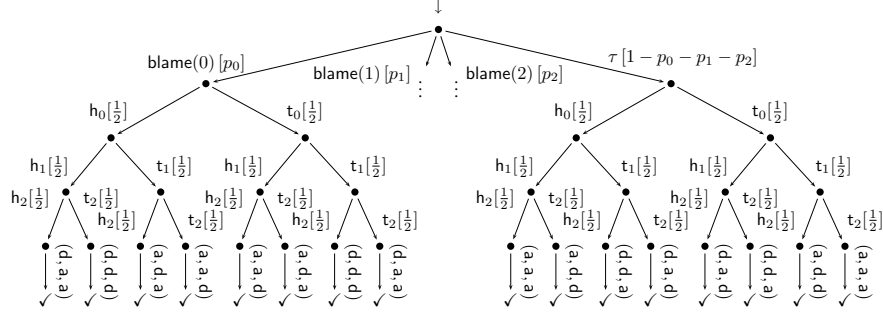 blame(0) [p₀] τ [1 − p₀ − p₁ − p₂]
blame(1) [p₁] blame(2) [p₂]
⋮ ⋮
h₀[½] t₀[½] h₀[½] t₀[½]
h₁[½] t₁[½] h₁[½] t₁[½] h₁[½] t₁[½] h₁[½] t₁[½]
h₂[½] t₂[½] h₂[½] t₂[½] h₂[½] t₂[½] h₂[½] t₂[½]
h₂[½] t₂[½] h₂[½] t₂[½] h₂[½] t₂[½] h₂[½] t₂[½]
(d,a,a) (d,d,d) (a,d,a) (a,a,d) (a,a,d) (a,d,a) (d,d,d) (d,a,a) (a,a,a) (a,d,d) (d,d,a) (d,a,d) (d,a,d) (d,d,a) (a,d,d) (a,a,a)
✓ ✓ ✓ ✓ ✓ ✓ ✓ ✓ ✓ ✓ ✓ ✓ ✓ ✓ ✓ ✓